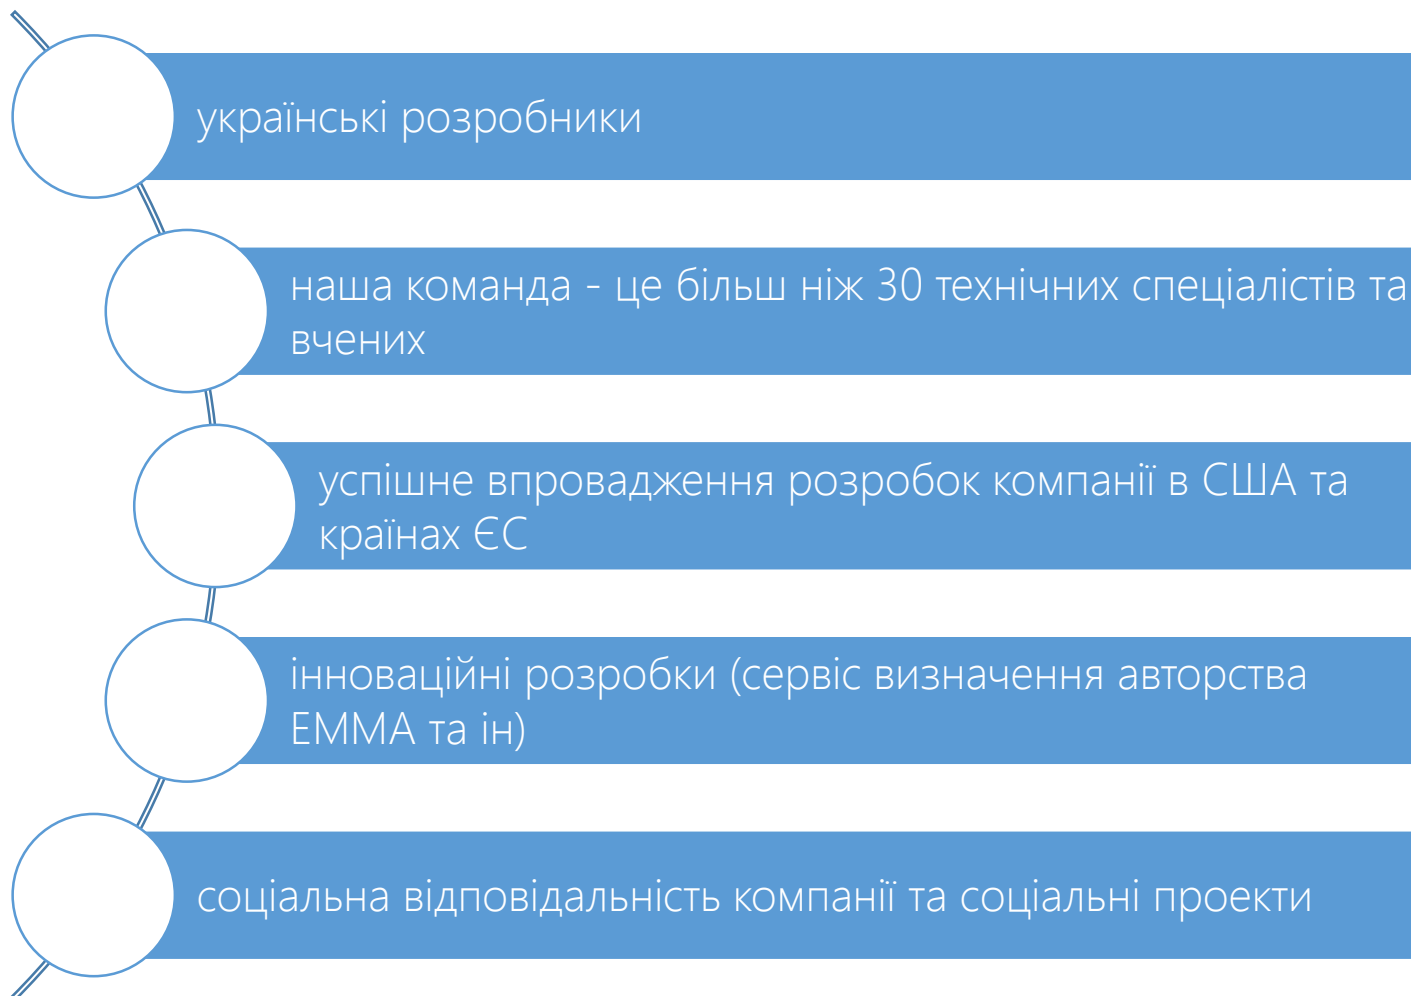 українські розробники
наша команда - це більш ніж 30 технічних спеціалістів та
вчених
успішне впровадження розробок компанії в США та
країнах ЄС
інноваційні розробки (сервіс визначення авторства
ЕММА та ін)
соціальна відповідальність компанії та соціальні проекти